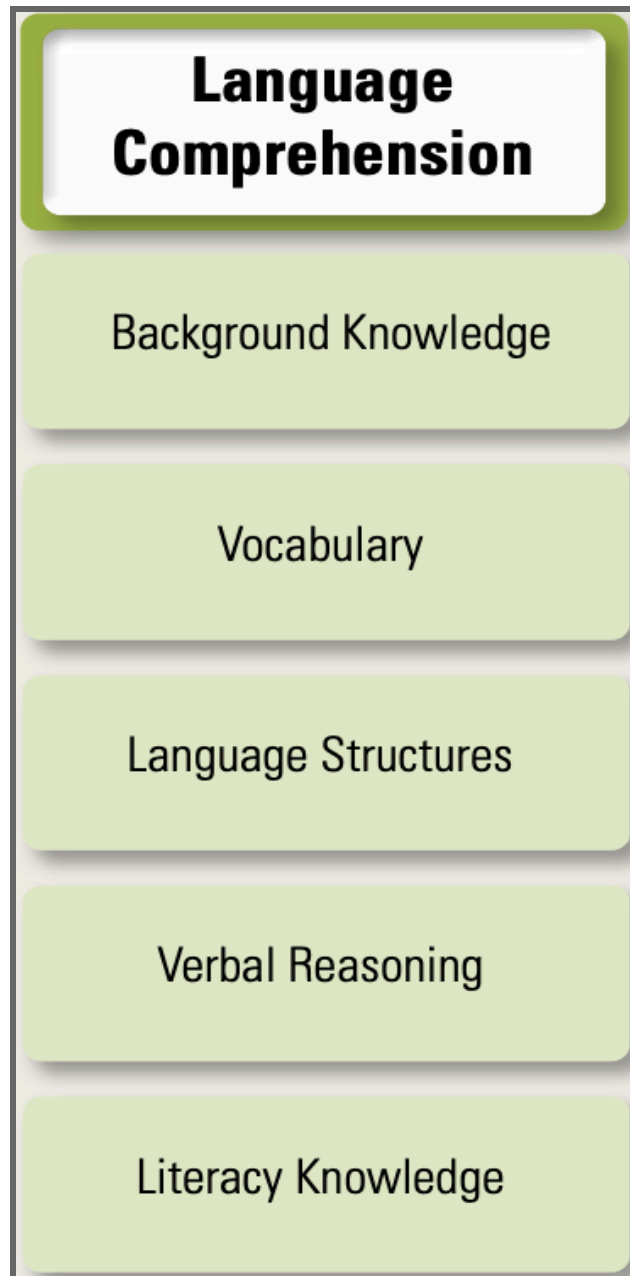 Language
Comprehension
Background Knowledge
Vocabulary
Language Structures
Verbal Reasoning
Literacy Knowledge